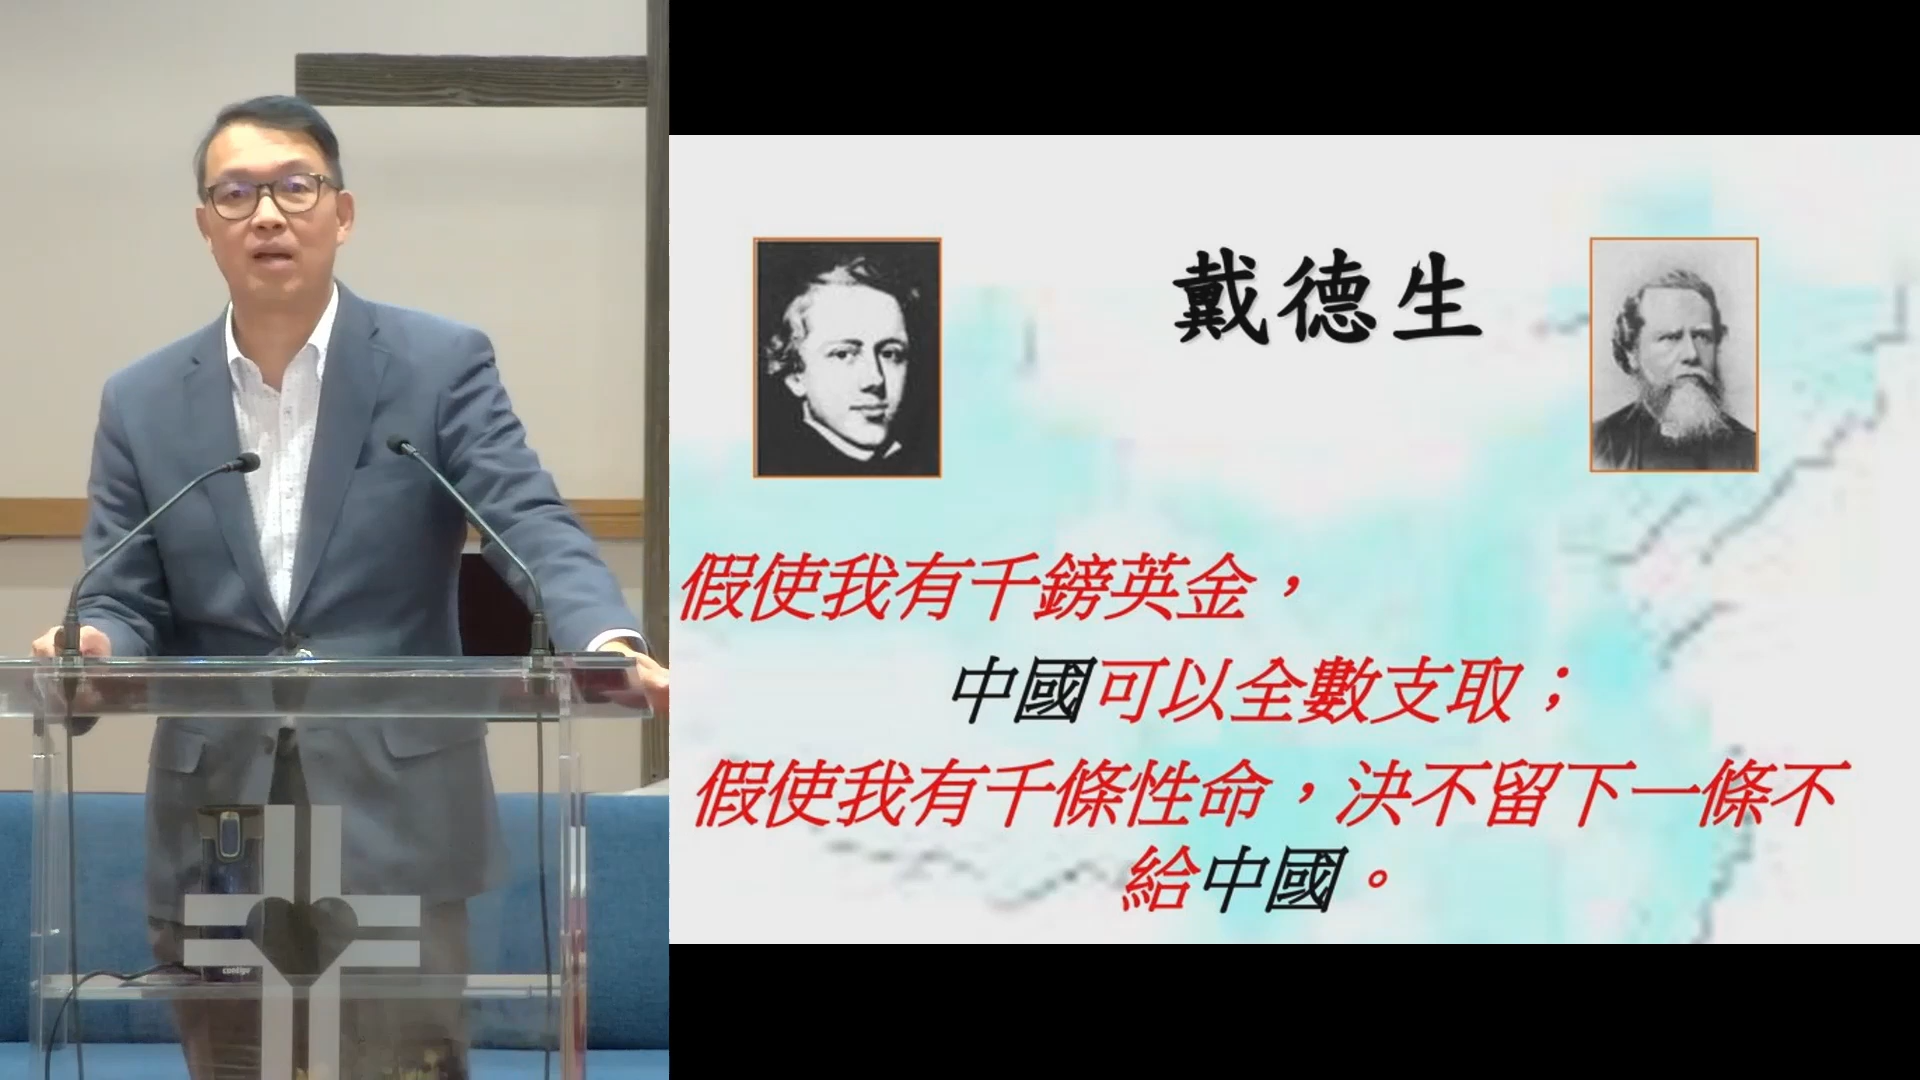 戴德生
假使我有千鎊英金，
中國可以全數支取；
假使我有千條性命，決不留下一條不
給中國。
contigo